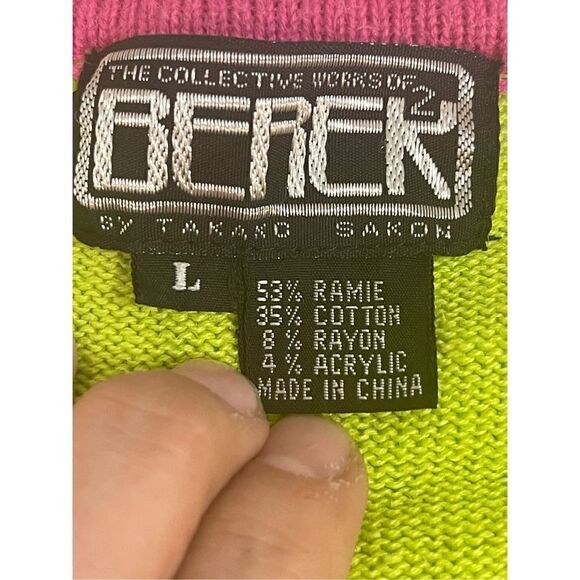 THE COLLECTIVE WORKS OF
BEREK 2
BY TAKANO SAKON
L
53% RAMIE
35% COTTON
8% RAYON
4% ACRYLIC
MADE IN CHINA